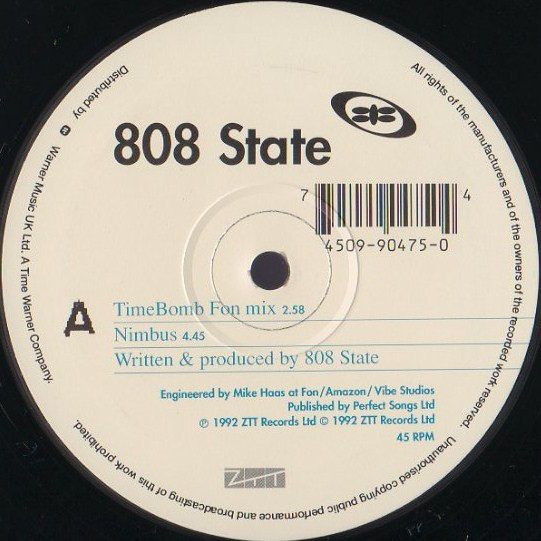 808 State
7 4509-90475-0 4
A
TimeBomb Fon mix 2.58
Nimbus 4.45
Written & produced by 808 State
Engineered by Mike Haas at Fon/Amazon/Vibe Studios
Published by Perfect Songs Ltd
℗ 1992 ZTT Records Ltd © 1992 ZTT Records Ltd
45 RPM
ZTT
All rights of the manufacturers and of the owners of the recorded work reserved. Unauthorised copying public performance and broadcasting of this work prohibited.
Distributed by Warner Music UK Ltd. A Time Warner Company.